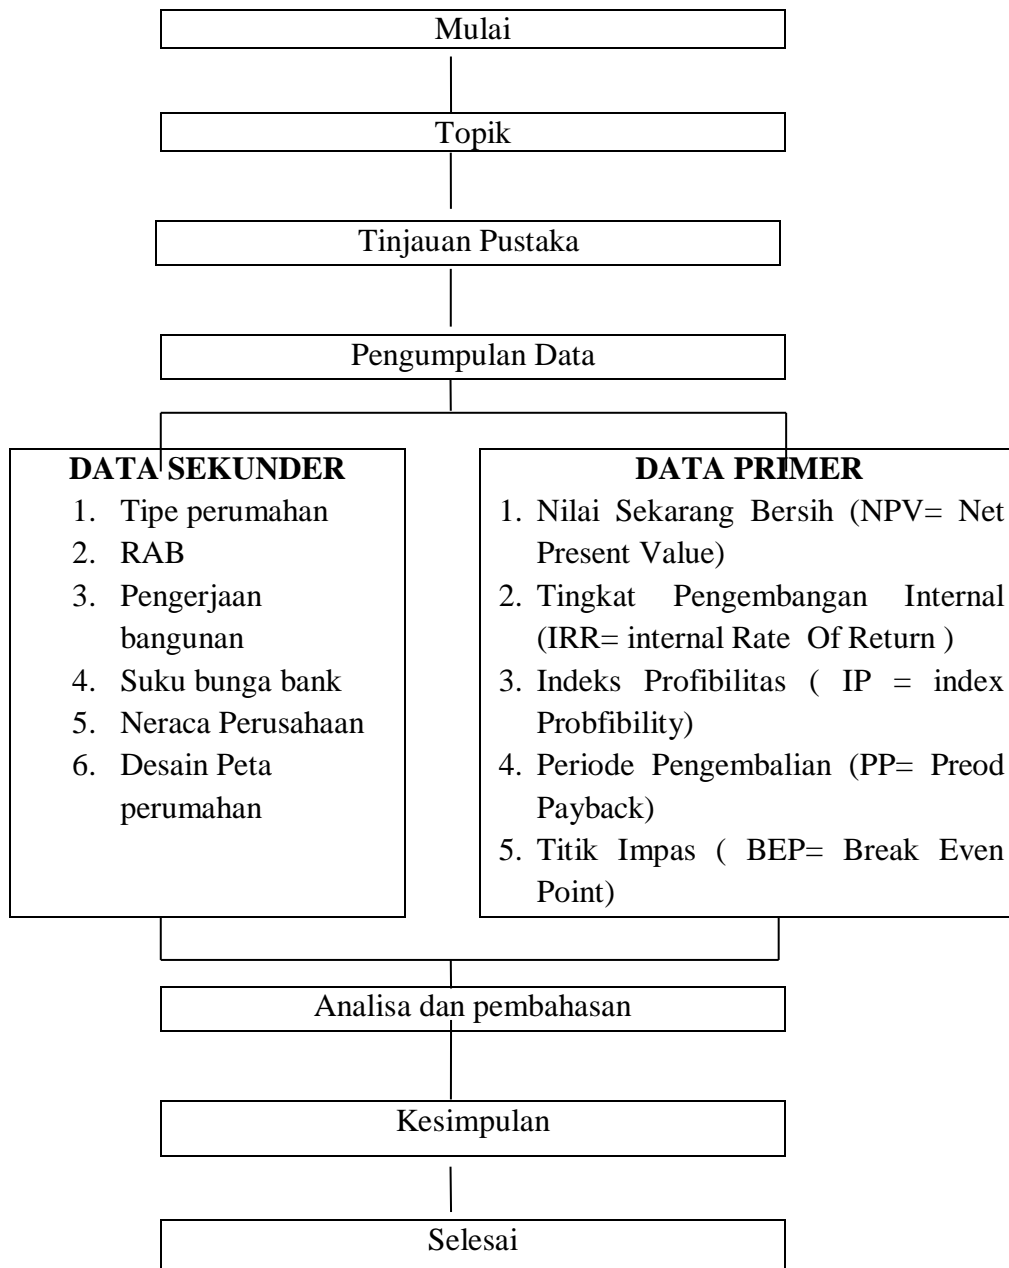 Mulai
Topik
Tinjauan Pustaka
Pengumpulan Data
DATA SEKUNDER
1. Tipe perumahan
2. RAB
3. Pengerjaan
bangunan
4. Suku bunga bank
5. Neraca Perusahaan
6. Desain Peta
perumahan
DATA PRIMER
1. Nilai Sekarang Bersih (NPV= Net
Present Value)
2. Tingkat Pengembangan Internal
(IRR= internal Rate Of Return )
3. Indeks Profibilitas ( IP = index
Probfibility)
4. Periode Pengembalian (PP= Preod
Payback)
5. Titik Impas ( BEP= Break Even
Point)
Analisa dan pembahasan
Kesimpulan
Selesai